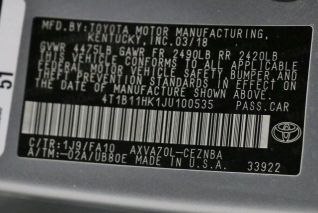 MFD. BY: TOYOTA MOTOR MANUFACTURING,
KENTUCKY, INC. 03/18
GVWR 4475LB GAWR FR 2490LB RR 2420LB
THIS VEHICLE CONFORMS TO ALL APPLICABLE
FEDERAL MOTOR VEHICLE SAFETY, BUMPER, AND
THEFT PREVENTION STANDARDS IN EFFECT ON
THE DATE OF MANUFACTURE SHOWN ABOVE.
51
4T1B11HK1JU100535 PASS.CAR
C/TR:1J9/FA10 AXVA70L-CEZNBA
A/TM:-02A/UB80E MADE IN U.S.A. 33922
TOYOTA